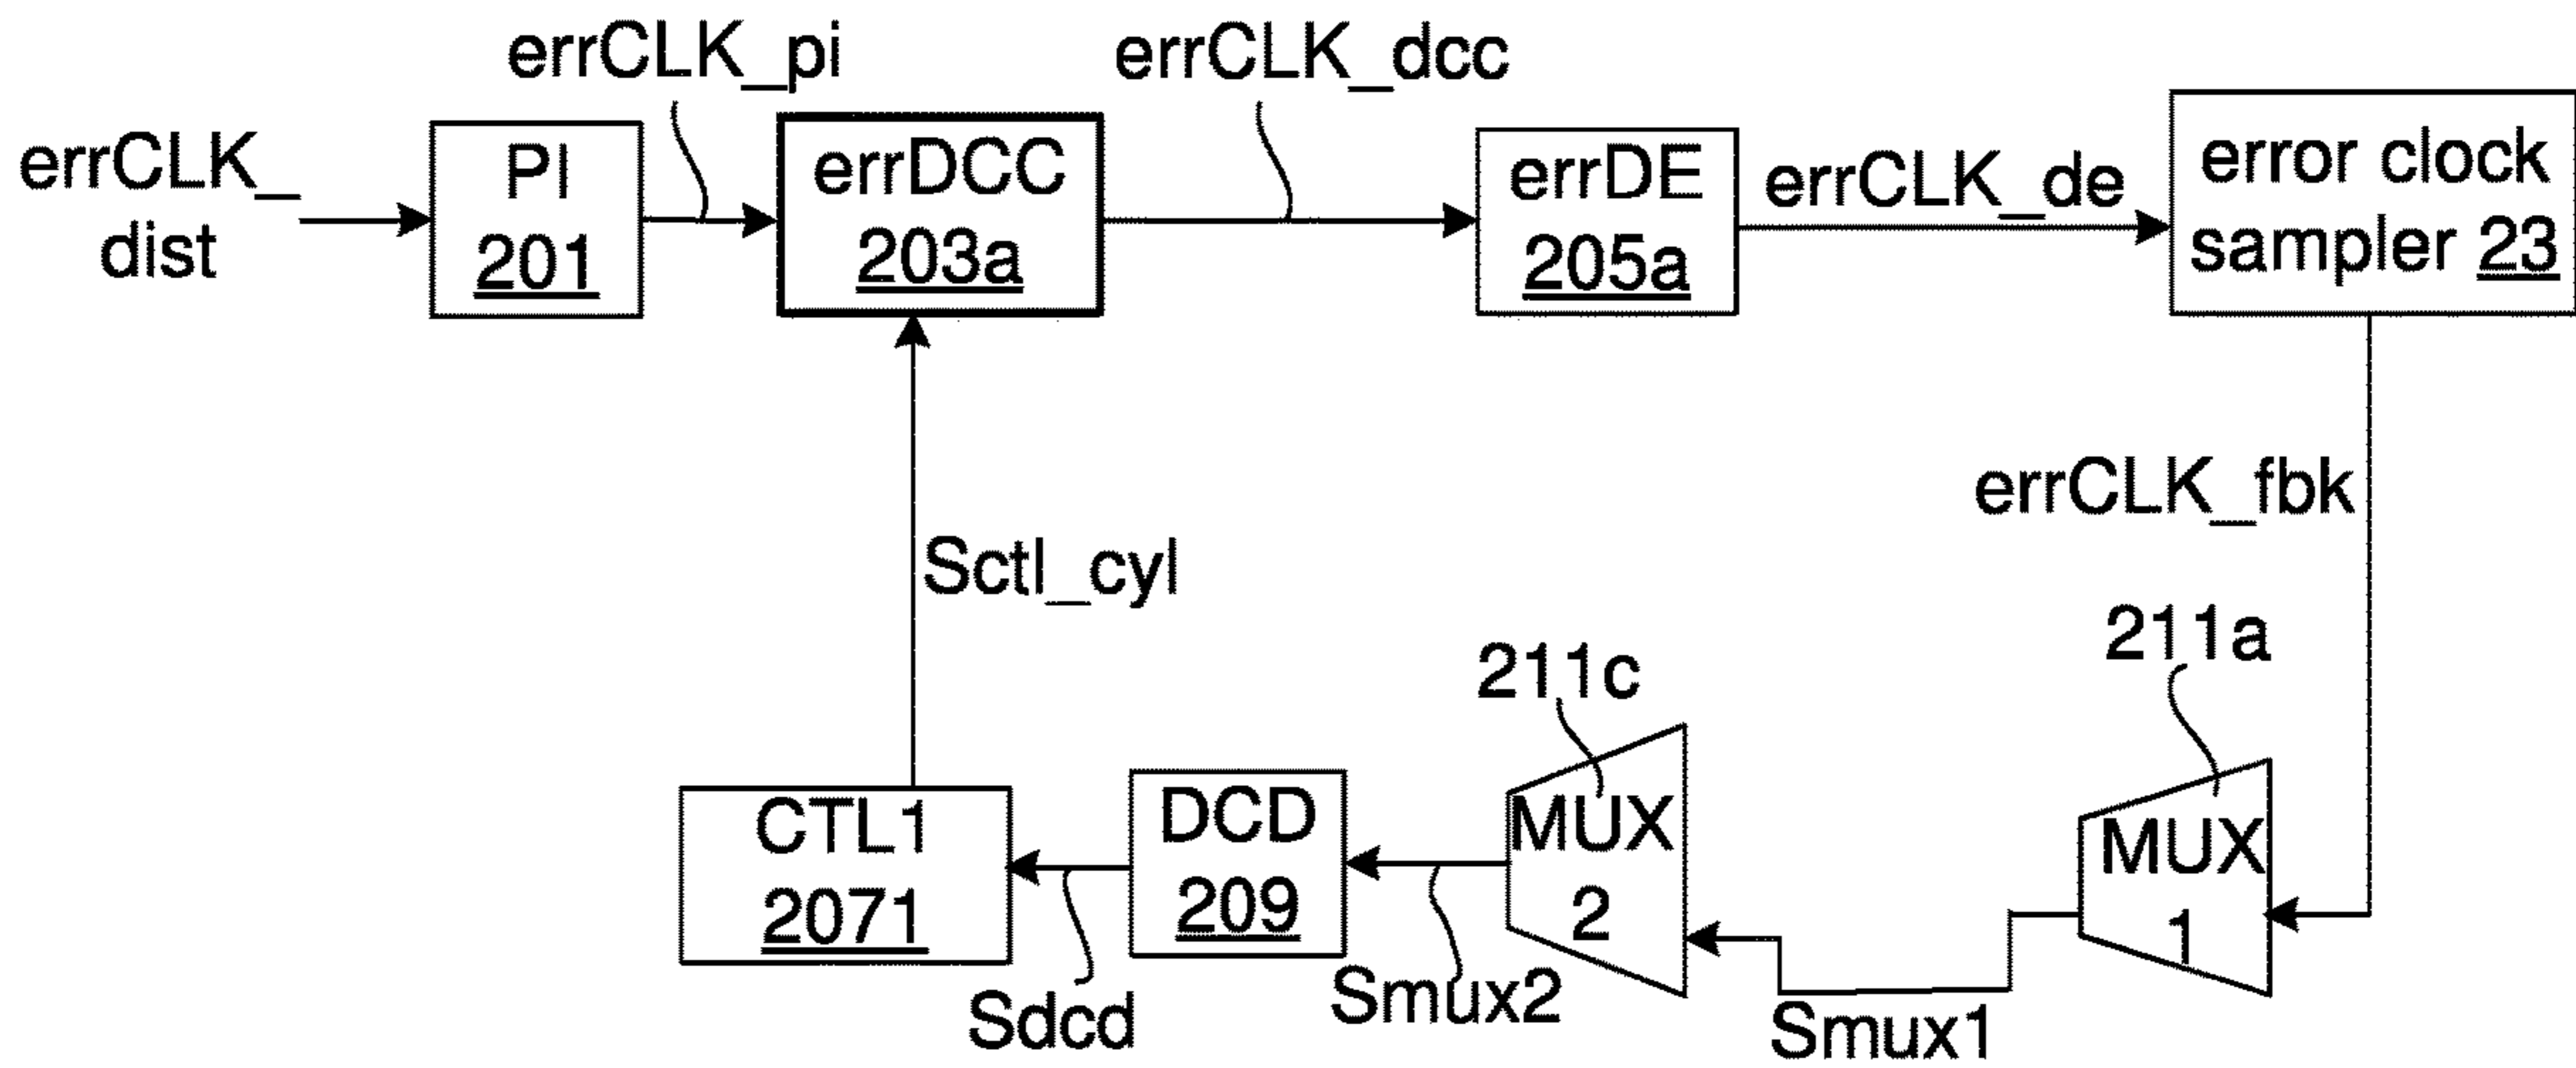 errCLK_pi
errCLK_dcc
errCLK_
dist
PI
201
errDCC
203a
errDE
205a
errCLK_de
error clock
sampler 23
errCLK_fbk
Sctl_cyl
211c
211a
CTL1
2071
DCD
209
MUX
2
MUX
1
Sdcd
Smux2
Smux1